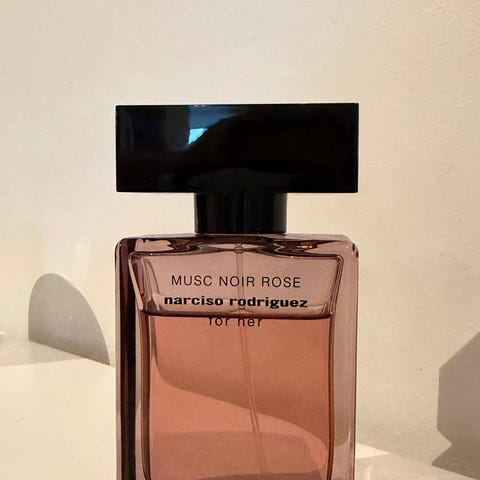 MUSC NOIR ROSE
narciso rodriguez
for her